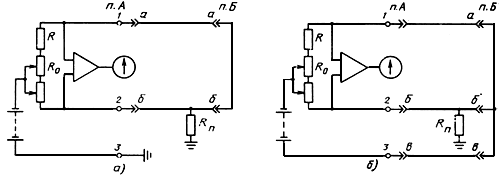 п. А п. Б
1 а а
R
R₀
2 б б
Rп
3
а)
п. А п. Б
1 а а
R
R₀
2 б б
Rп
3 в в
б)